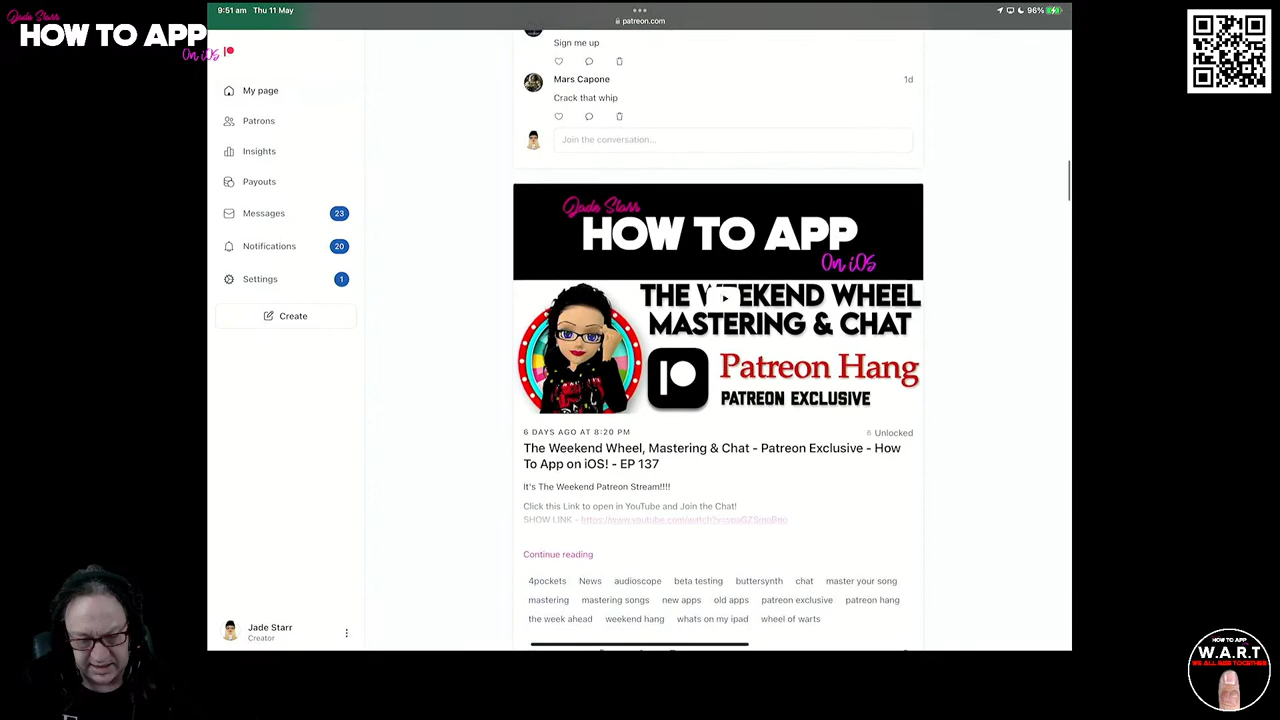 Jade Starr
HOW TO APP
On iOS
9:51 am Thu 11 May
patreon.com
96%
My page
Patrons
Insights
Payouts
Messages 23
Notifications 20
Settings 1
Create
Jade Starr
Creator
Sign me up
Mars Capone 1d
Crack that whip
Join the conversation...
Jade Starr
HOW TO APP
On iOS
THE WEEKEND WHEEL
MASTERING & CHAT
Patreon Hang
PATREON EXCLUSIVE
6 DAYS AGO AT 8:20 PM Unlocked
The Weekend Wheel, Mastering & Chat - Patreon Exclusive - How
To App on iOS! - EP 137
It's The Weekend Patreon Stream!!!!
Click this Link to open in YouTube and Join the Chat!
SHOW LINK -
Continue reading
4pockets News audioscope beta testing buttersynth chat master your song
mastering mastering songs new apps old apps patreon exclusive patreon hang
the week ahead weekend hang whats on my ipad wheel of warts
HOW TO APP
W.A.R.T
WE ALL RISE TOGETHER